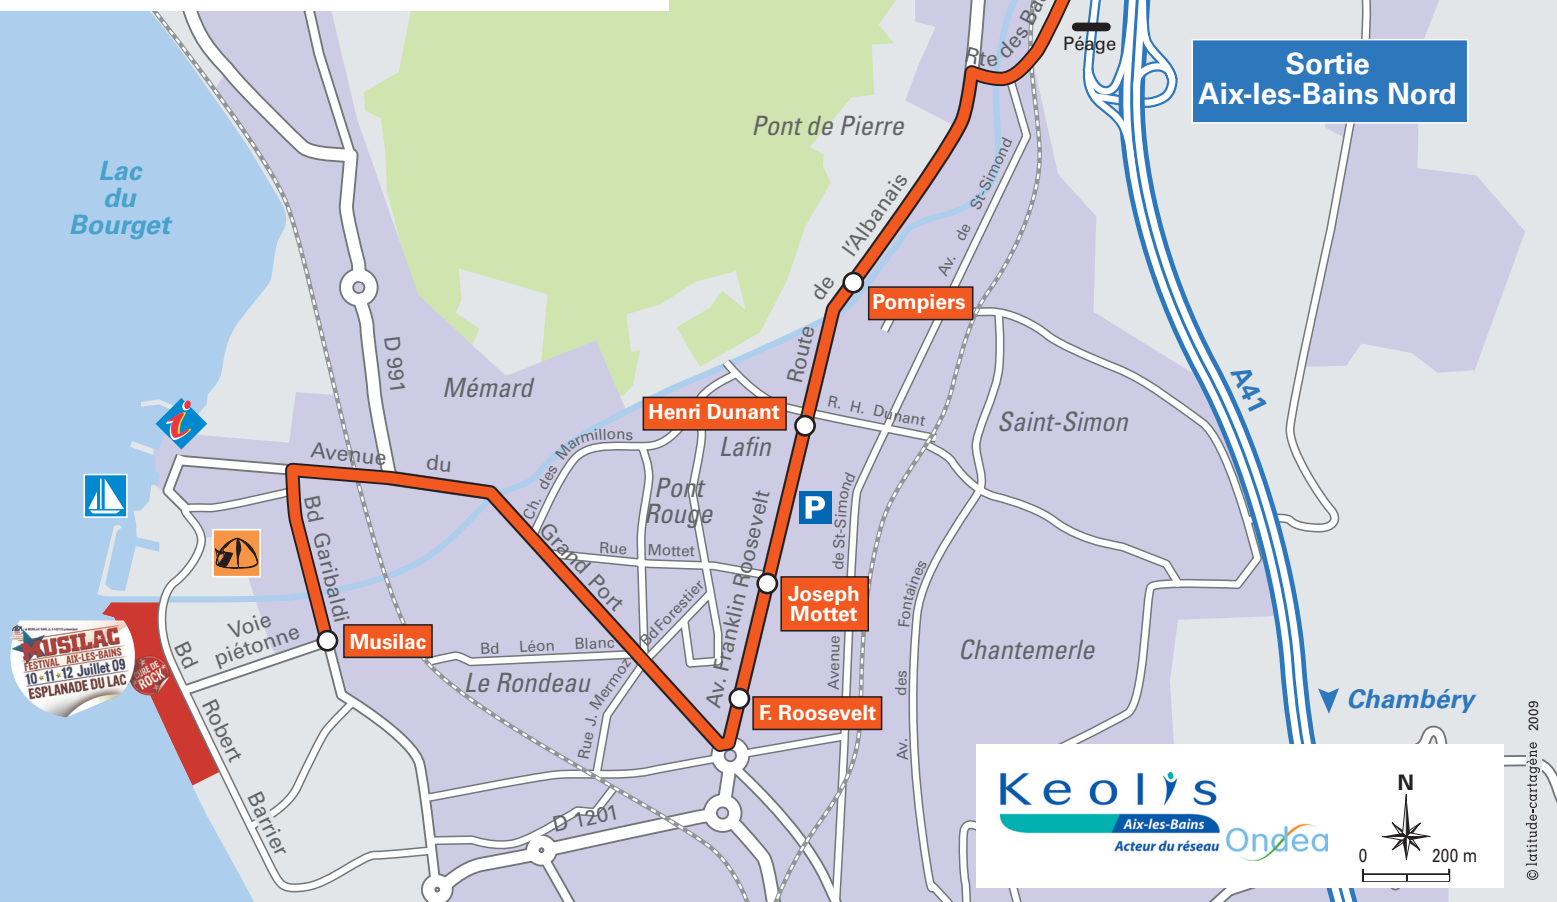 Rte des Bau
Péage
Sortie
Aix-les-Bains Nord
Pont de Pierre
Lac
du
Bourget
Route de l'Albanais
Av. de St-Simond
Pompiers
D 991
Mémard
A41
Henri Dunant
R. H. Dunant
Saint-Simon
Lafin
Ch. des Marmillons
Avenue du Grand Port
i
Pont
Rouge
P
Bd Garibaldi
Rue Mottet
Av. Franklin Roosevelt
Avenue de St-Simond
Joseph
Mottet
Av. des Fontaines
Bd Forestier
Voie
piétonne
Musilac
Bd Léon Blanc
Chantemerle
MUSILAC
FESTIVAL AIX-LES-BAINS
10•11•12 Juillet 09
ESPLANADE DU LAC
ROCK
Le Rondeau
Rue J. Mermoz
F. Roosevelt
Chambéry
Bd Robert Barrier
D 1201
Keolis
Aix-les-Bains
Acteur du réseau
Ondéa
N
0 200 m
© latitude-cartagène 2009